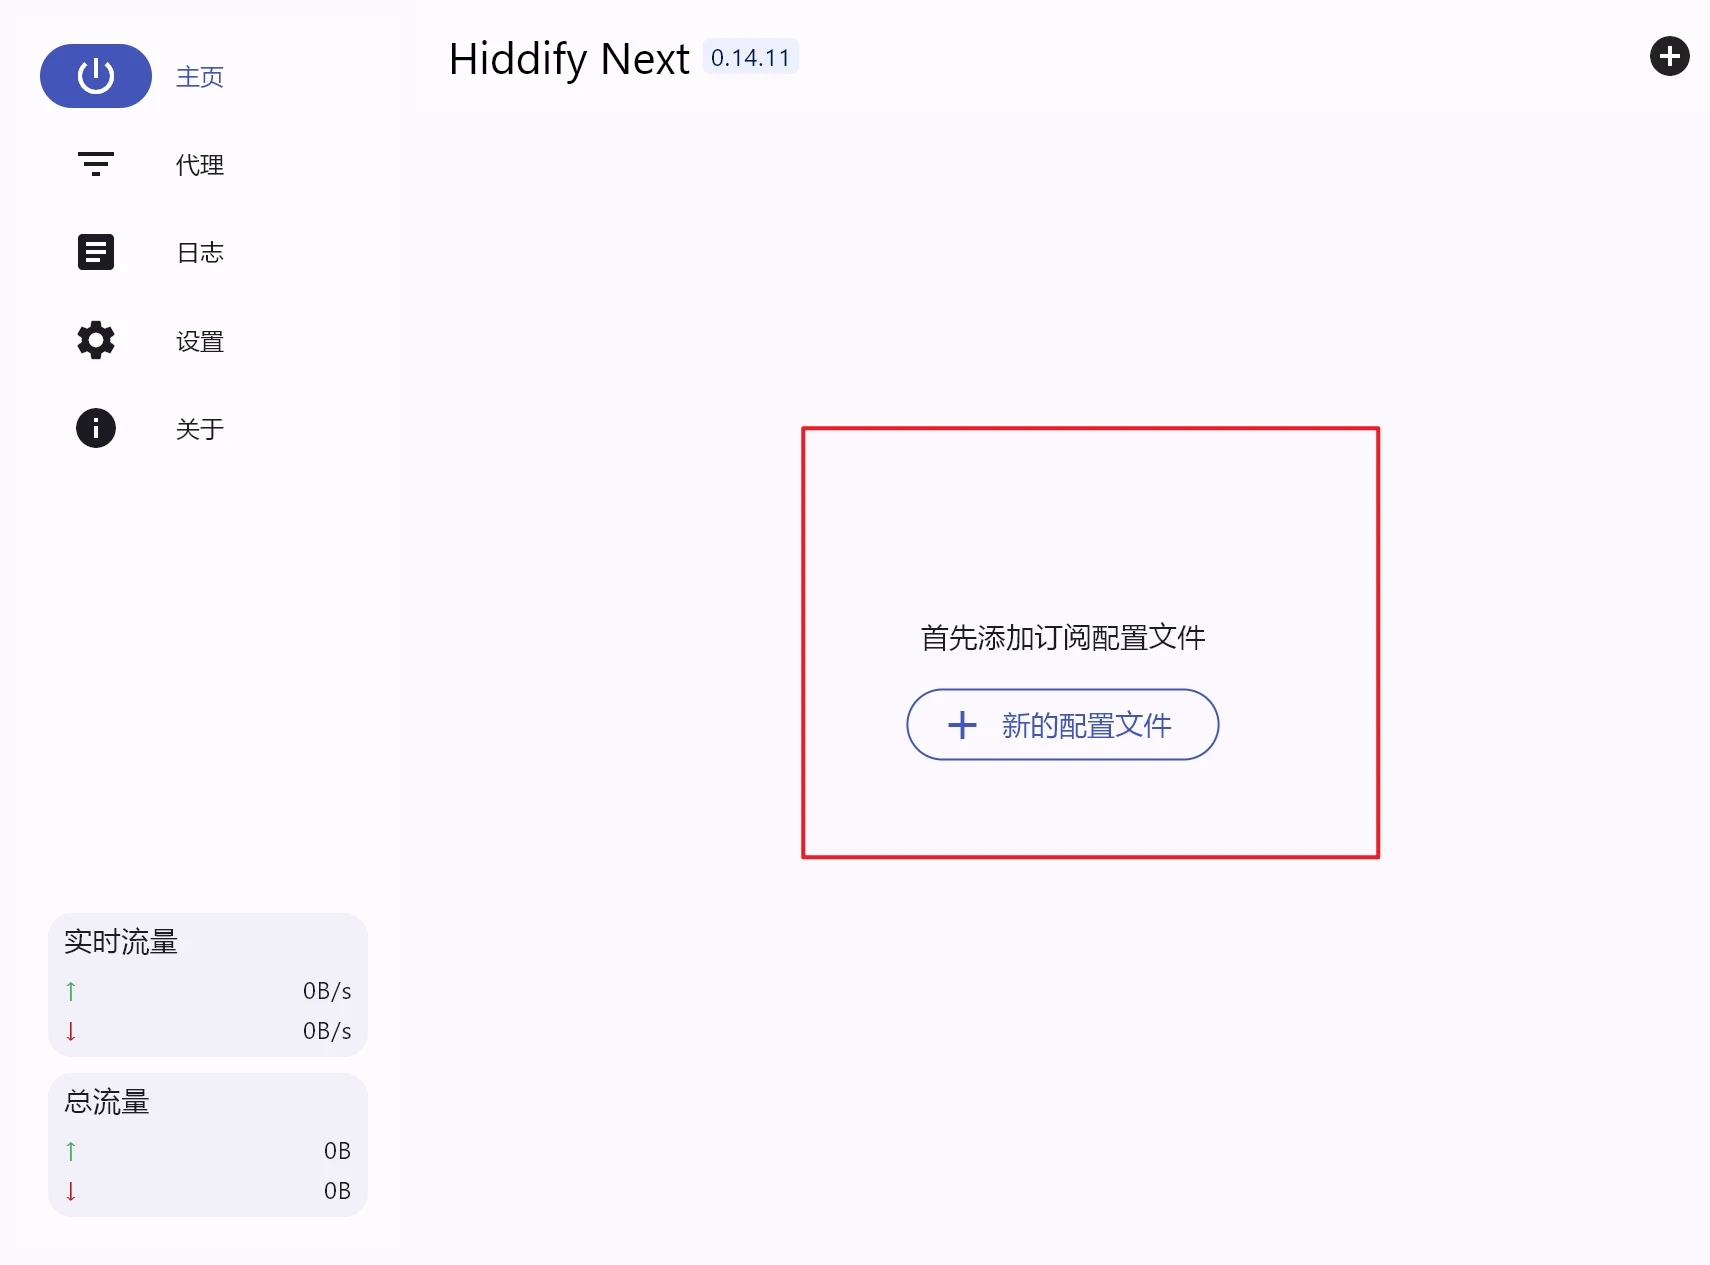 主页
代理
日志
设置
关于
Hiddify Next 0.14.11
首先添加订阅配置文件
新的配置文件
实时流量
↑ 0B/s
↓ 0B/s
总流量
↑ 0B
↓ 0B